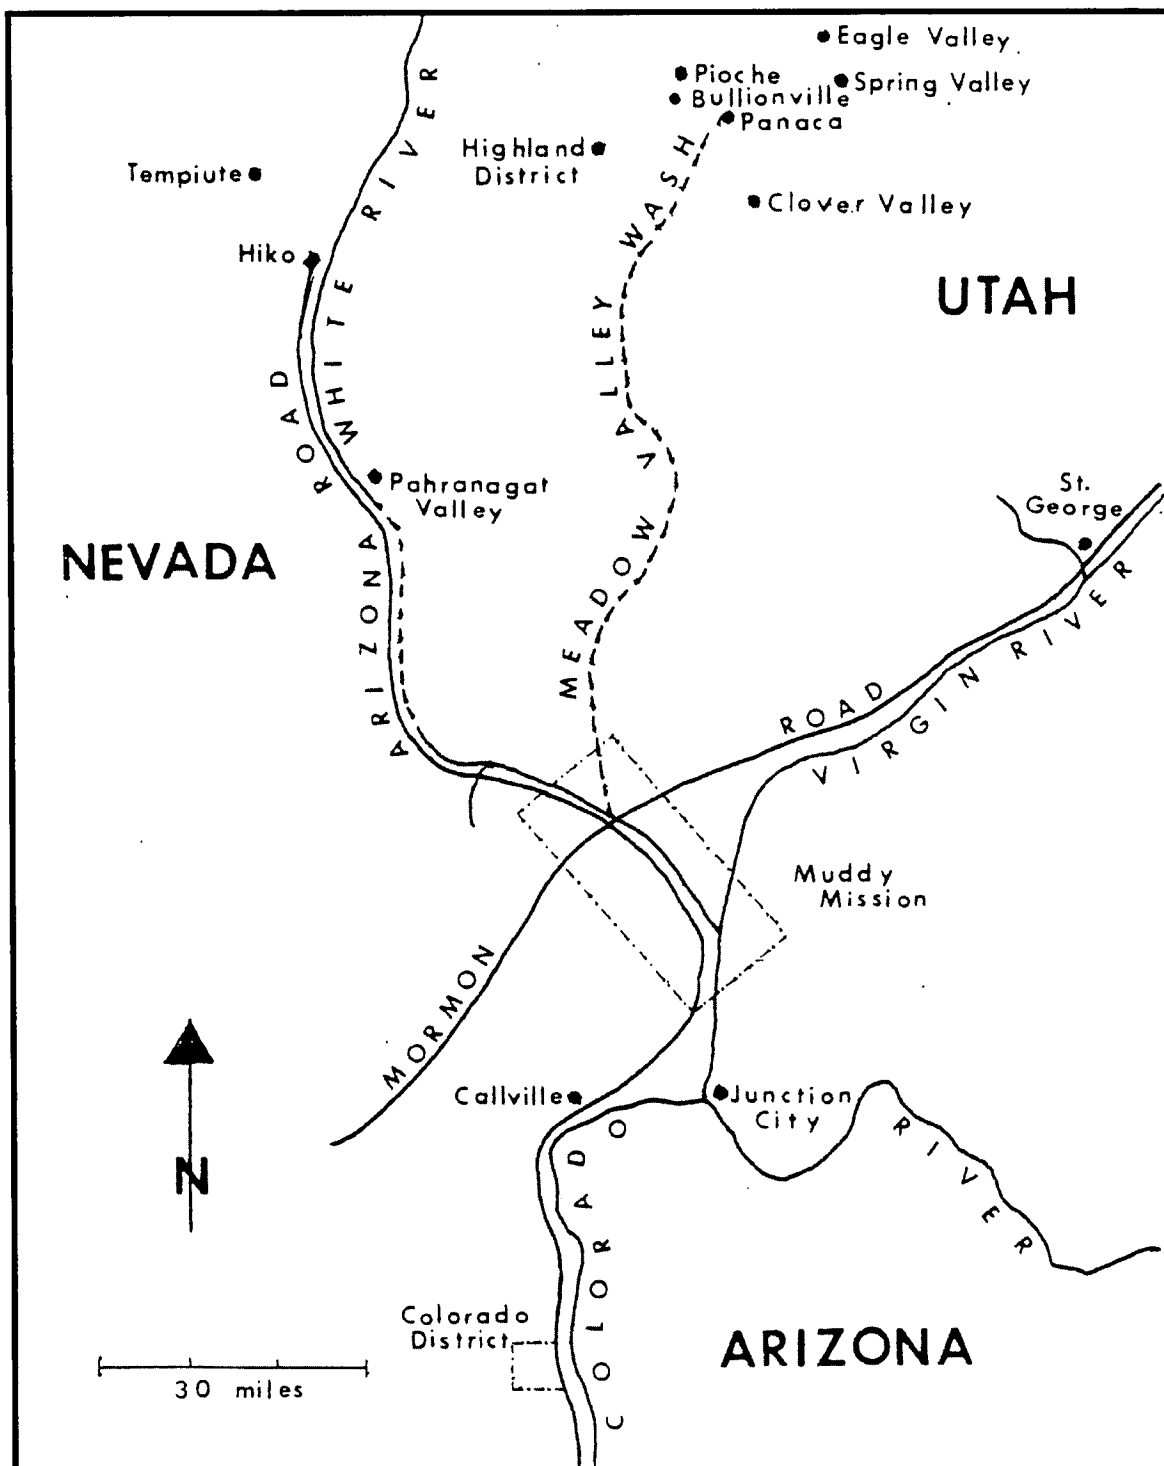 Eagle Valley
Pioche
Spring Valley
Bullionville
Panaca
Highland
District
Tempiute
Clover Valley
Hiko
WHITE RIVER
MEADOW VALLEY WASH
UTAH
ARIZONA ROAD
Pahranagat
Valley
St.
George
NEVADA
MORMON ROAD
VIRGIN RIVER
Muddy
Mission
Callville
Junction
City
COLORADO RIVER
N
Colorado
District
ARIZONA
30 miles